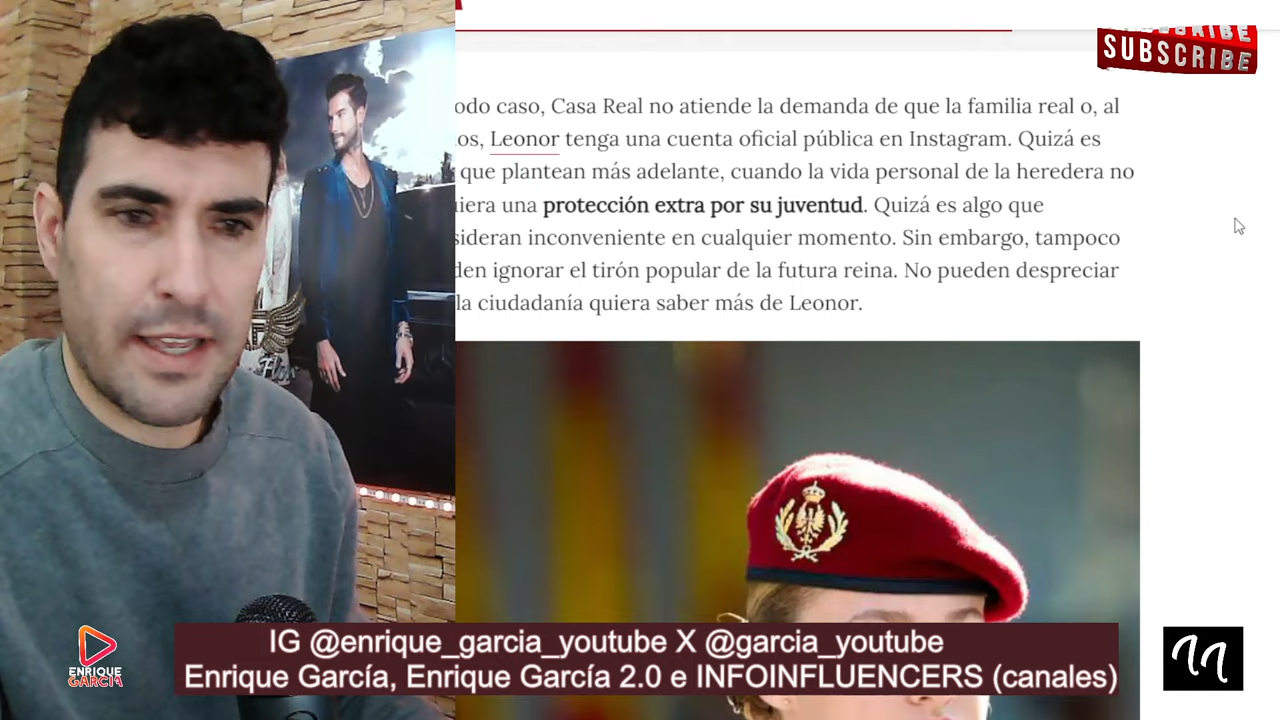 SUBSCRIBE
SUBSCRIBE
odo caso, Casa Real no atiende la demanda de que la familia real o, al
os, Leonor tenga una cuenta oficial pública en Instagram. Quizá es
que plantean más adelante, cuando la vida personal de la heredera no
iera una protección extra por su juventud. Quizá es algo que
sideran inconveniente en cualquier momento. Sin embargo, tampoco
den ignorar el tirón popular de la futura reina. No pueden despreciar
la ciudadanía quiera saber más de Leonor.
IG @enrique_garcia_youtube X @garcia_youtube
Enrique García, Enrique García 2.0 e INFOINFLUENCERS (canales)
ENRIQUE
GARCÍA